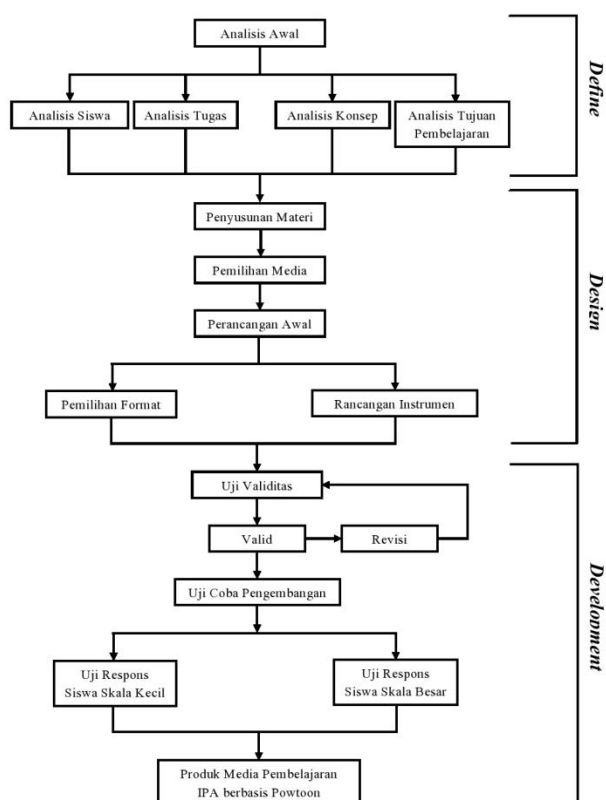 Analisis Awal
Analisis Siswa
Analisis Tugas
Analisis Konsep
Analisis Tujuan
Pembelajaran
Define
Penyusunan Materi
Pemilihan Media
Perancangan Awal
Pemilihan Format
Rancangan Instrumen
Design
Uji Validitas
Valid
Revisi
Uji Coba Pengembangan
Uji Respons
Siswa Skala Kecil
Uji Respons
Siswa Skala Besar
Produk Media Pembelajaran
IPA berbasis Powtoon
Development